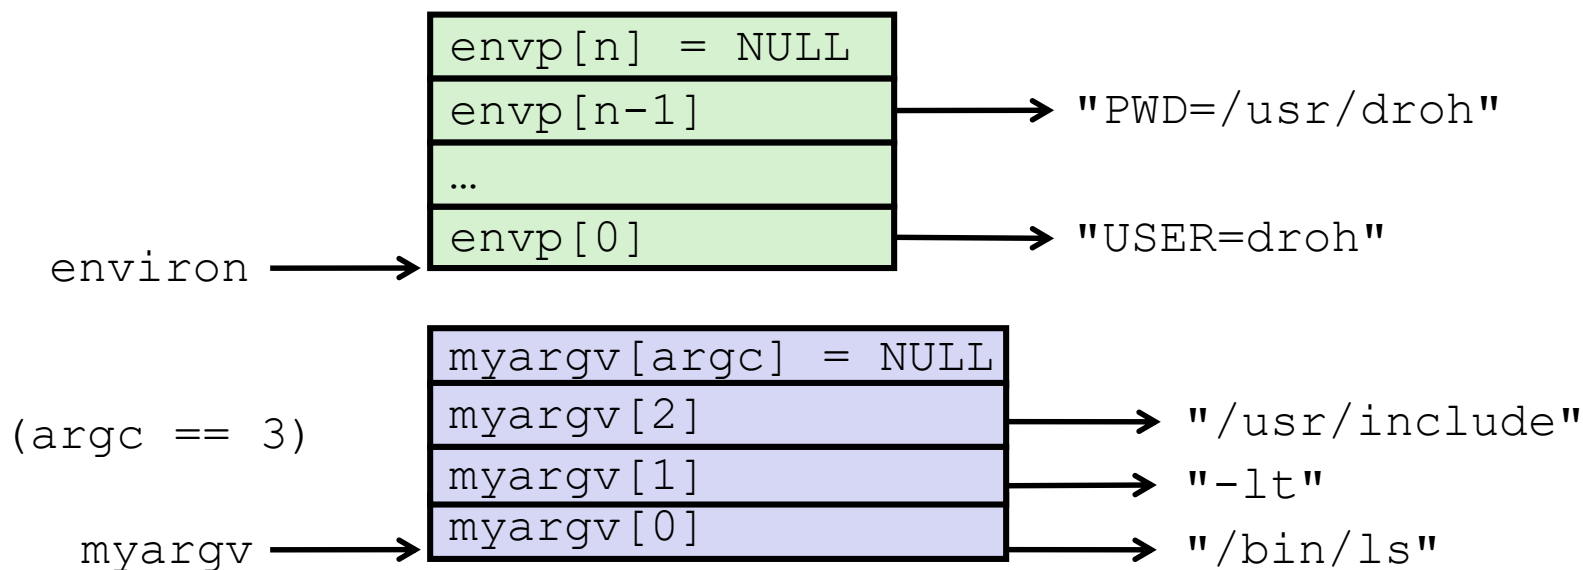 envp[n] = NULL
envp[n-1]
"PWD=/usr/droh"
…
envp[0]
"USER=droh"
environ
myargv[argc] = NULL
myargv[2]
"/usr/include"
(argc == 3)
myargv[1]
"-lt"
myargv[0]
"/bin/ls"
myargv